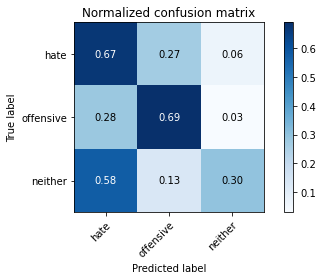 Normalized confusion matrix
True label
hate
offensive
neither
0.67 0.27 0.06
0.28 0.69 0.03
0.58 0.13 0.30
hate
offensive
neither
Predicted label
0.6
0.5
0.4
0.3
0.2
0.1